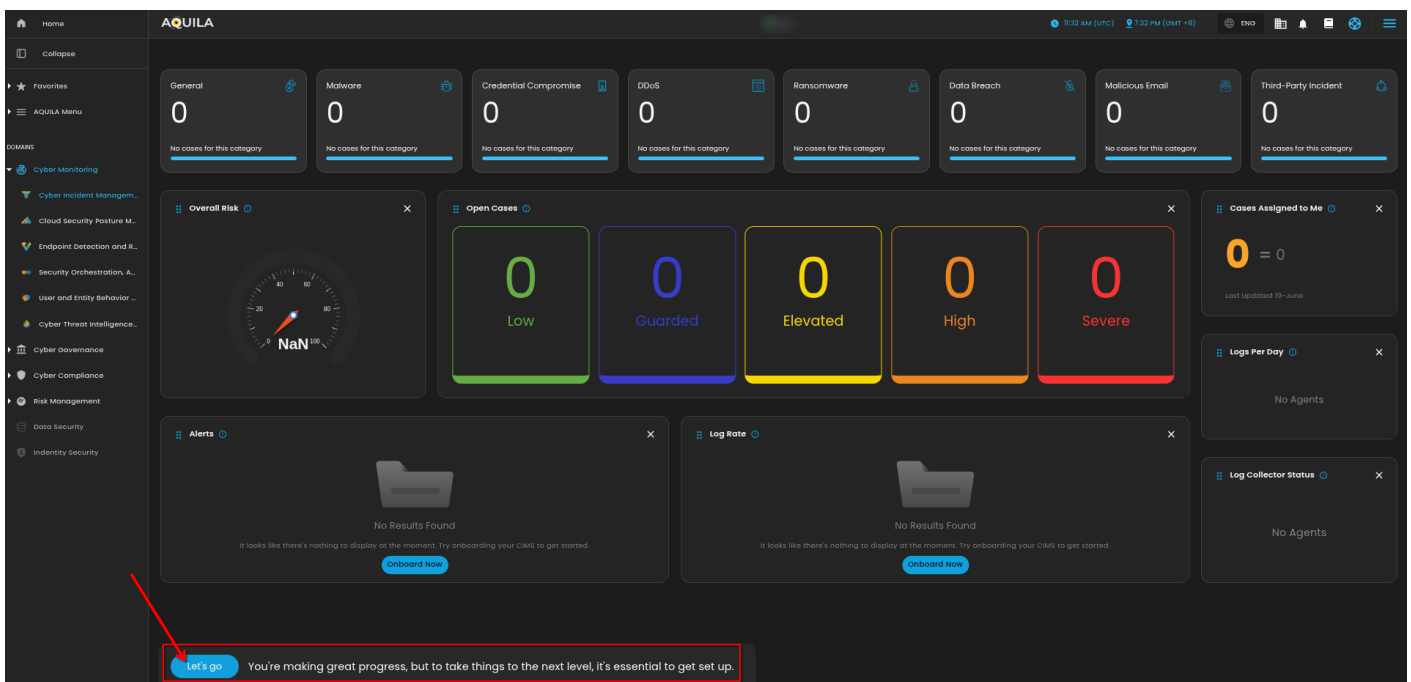 Home
AQUILA
11:32 AM (UTC)
7:32 PM (GMT +8)
ENG
Collapse
Favorites
AQUILA Menu
DOMAINS
Cyber Monitoring
Cyber Incident Managem...
Cloud Security Posture M...
Endpoint Detection and R...
Security Orchestration, A...
User and Entity Behavior ...
Cyber Threat Intelligence...
Cyber Governance
Cyber Compliance
Risk Management
Data Security
Indentity Security
General
0
No cases for this category
Malware
0
No cases for this category
Credential Compromise
0
No cases for this category
DDoS
0
No cases for this category
Ransomware
0
No cases for this category
Data Breach
0
No cases for this category
Malicious Email
0
No cases for this category
Third-Party Incident
0
No cases for this category
Overall Risk
0
20
40
60
80
100
NaN
Open Cases
0
Low
0
Guarded
0
Elevated
0
High
0
Severe
Cases Assigned to Me
0 = 0
Last Updated 19-June
Logs Per Day
No Agents
Alerts
No Results Found
It looks like there's nothing to display at the moment. Try onboarding your CIMS to get started.
Onboard Now
Log Rate
No Results Found
It looks like there's nothing to display at the moment. Try onboarding your CIMS to get started.
Onboard Now
Log Collector Status
No Agents
Let's go
You're making great progress, but to take things to the next level, it's essential to get set up.